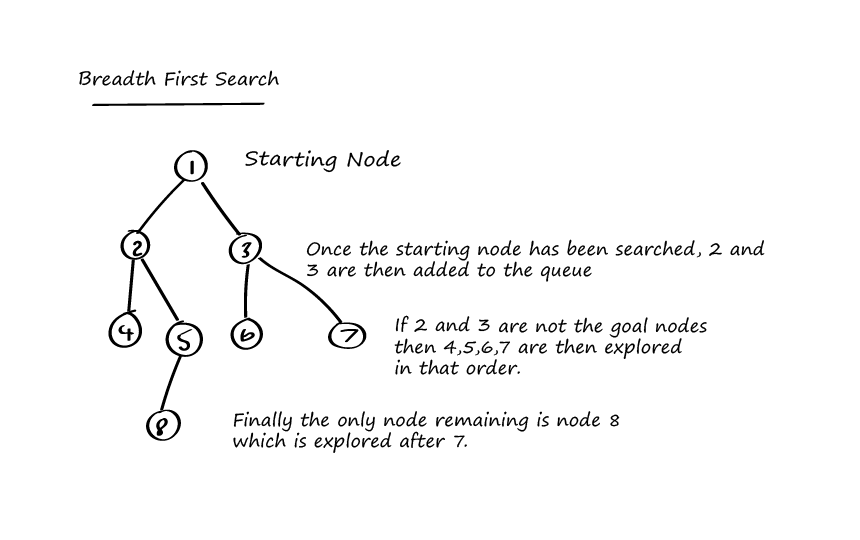 Breadth First Search
1
Starting Node
2
3
Once the starting node has been searched, 2 and
3 are then added to the queue
4
5
6
7
If 2 and 3 are not the goal nodes
then 4,5,6,7 are then explored
in that order.
8
Finally the only node remaining is node 8
which is explored after 7.